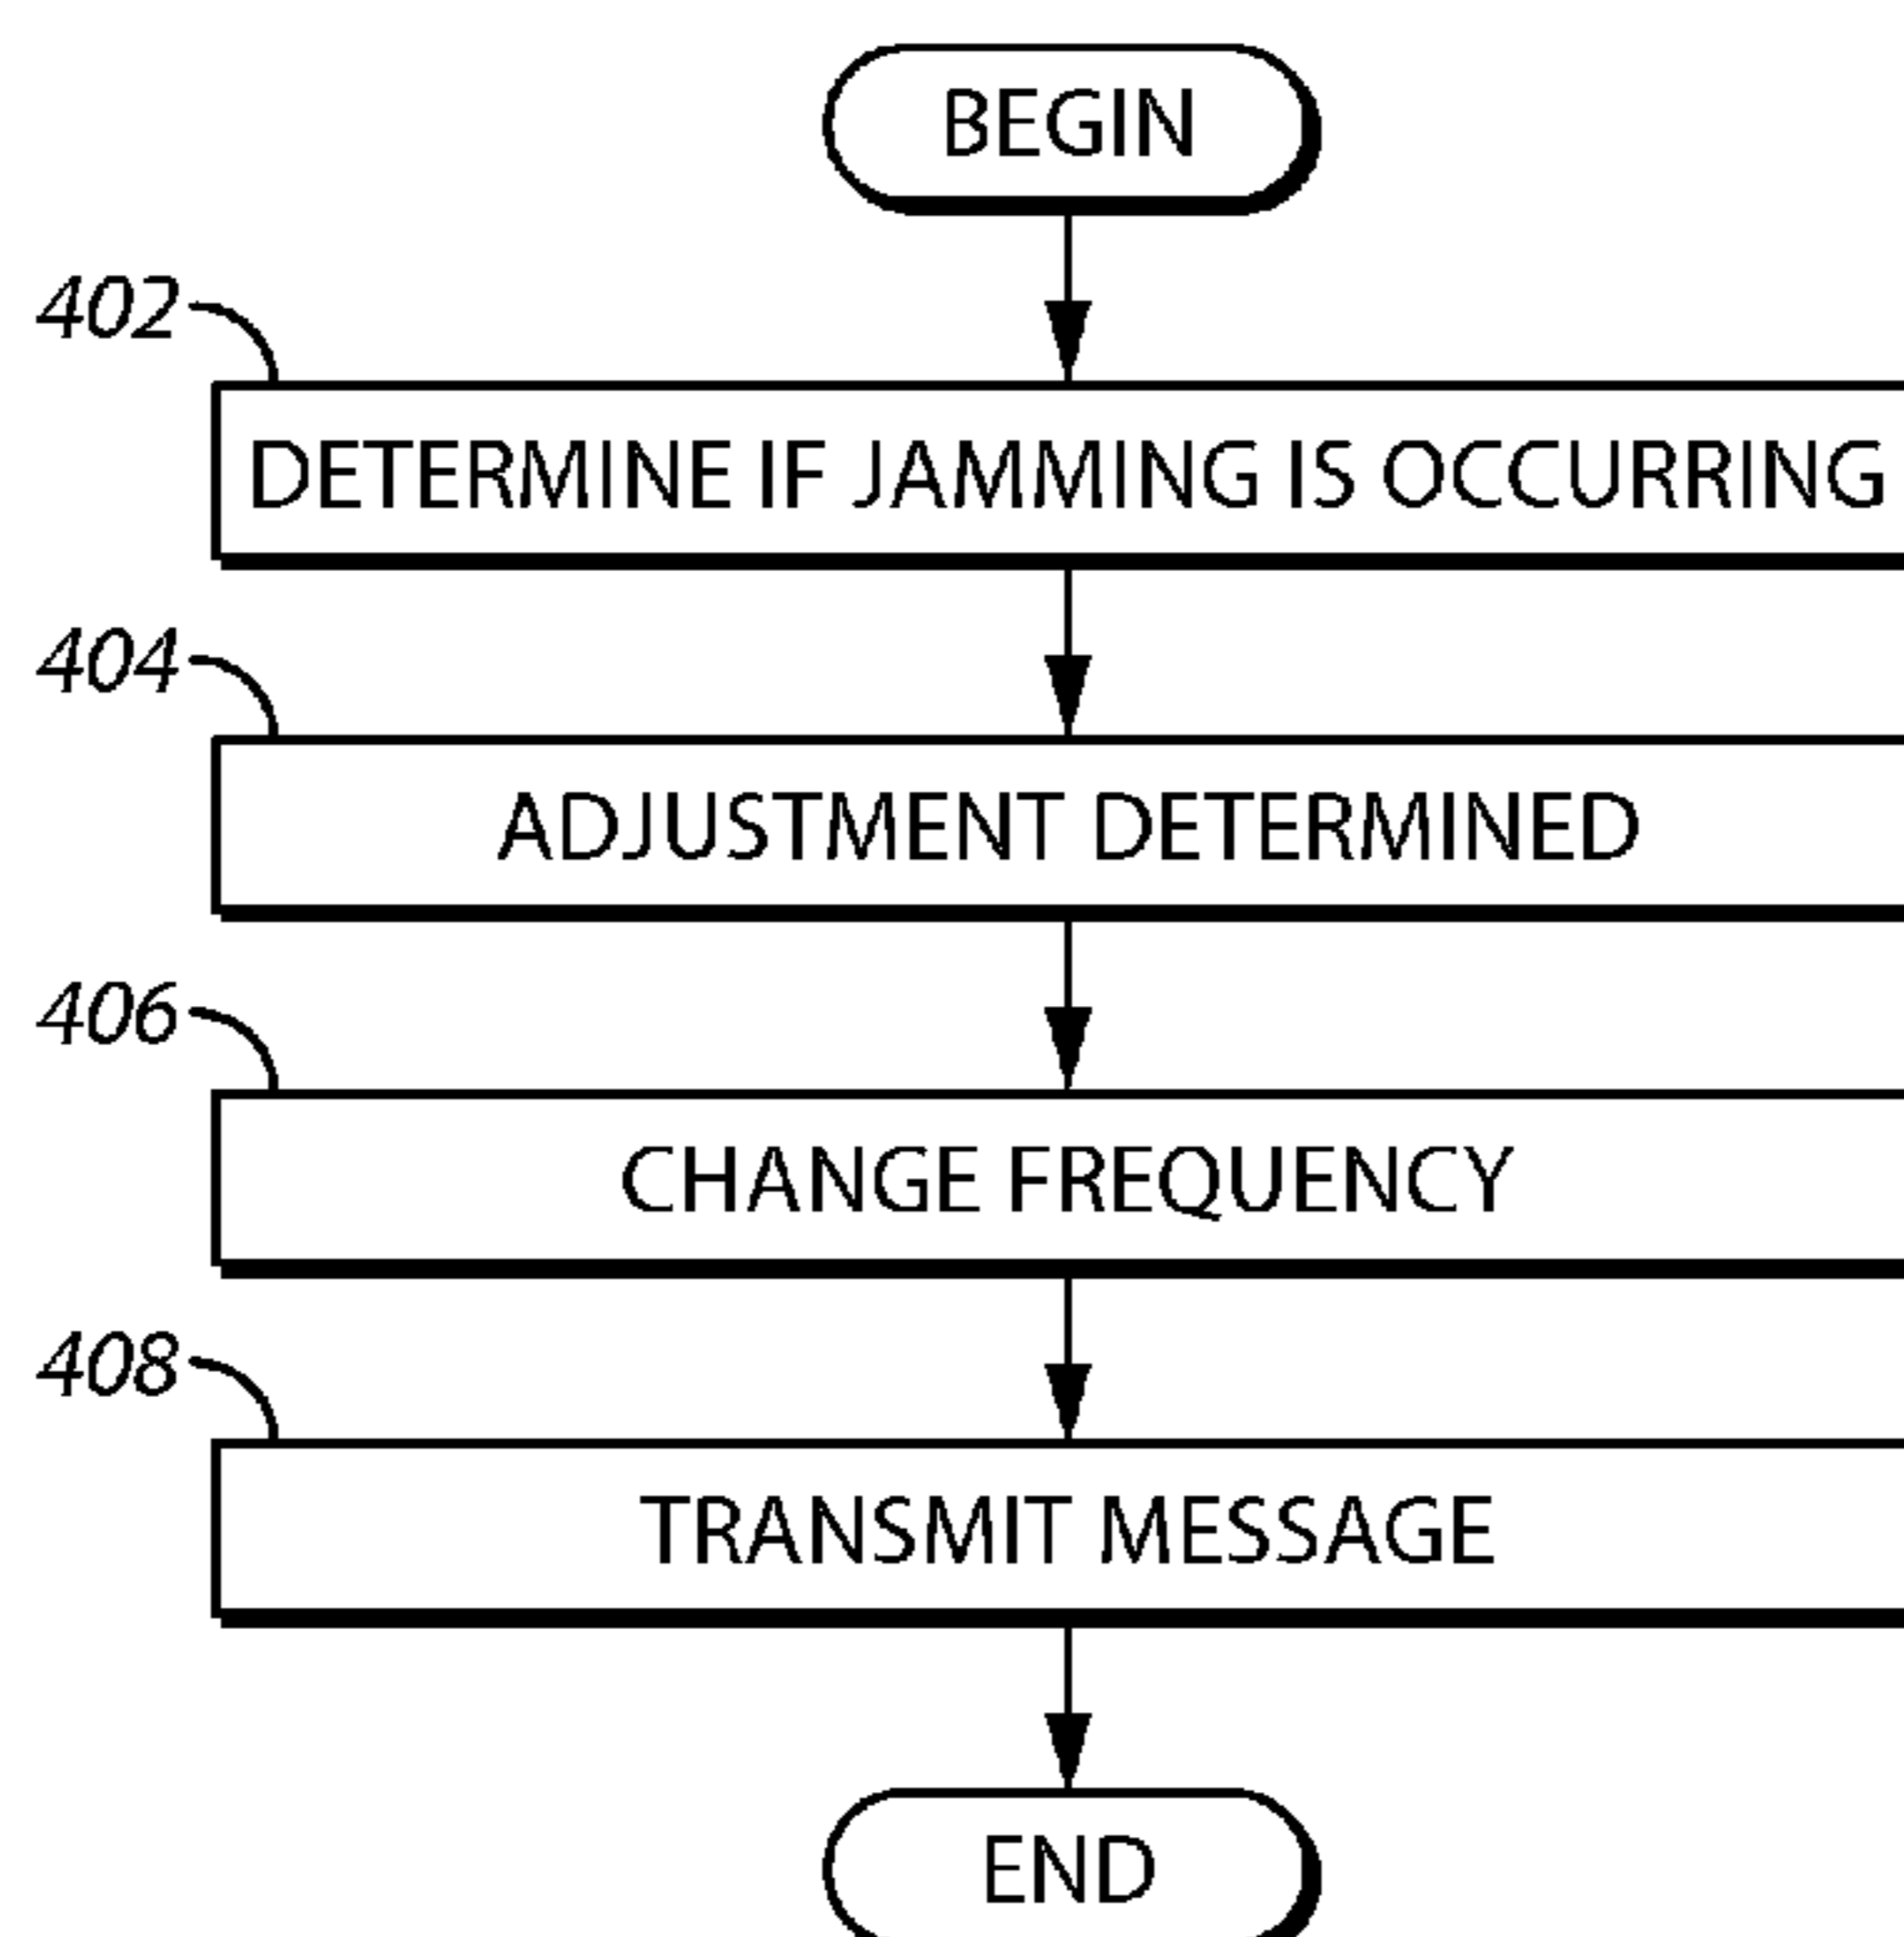 BEGIN
402
DETERMINE IF JAMMING IS OCCURRING
404
ADJUSTMENT DETERMINED
406
CHANGE FREQUENCY
408
TRANSMIT MESSAGE
END